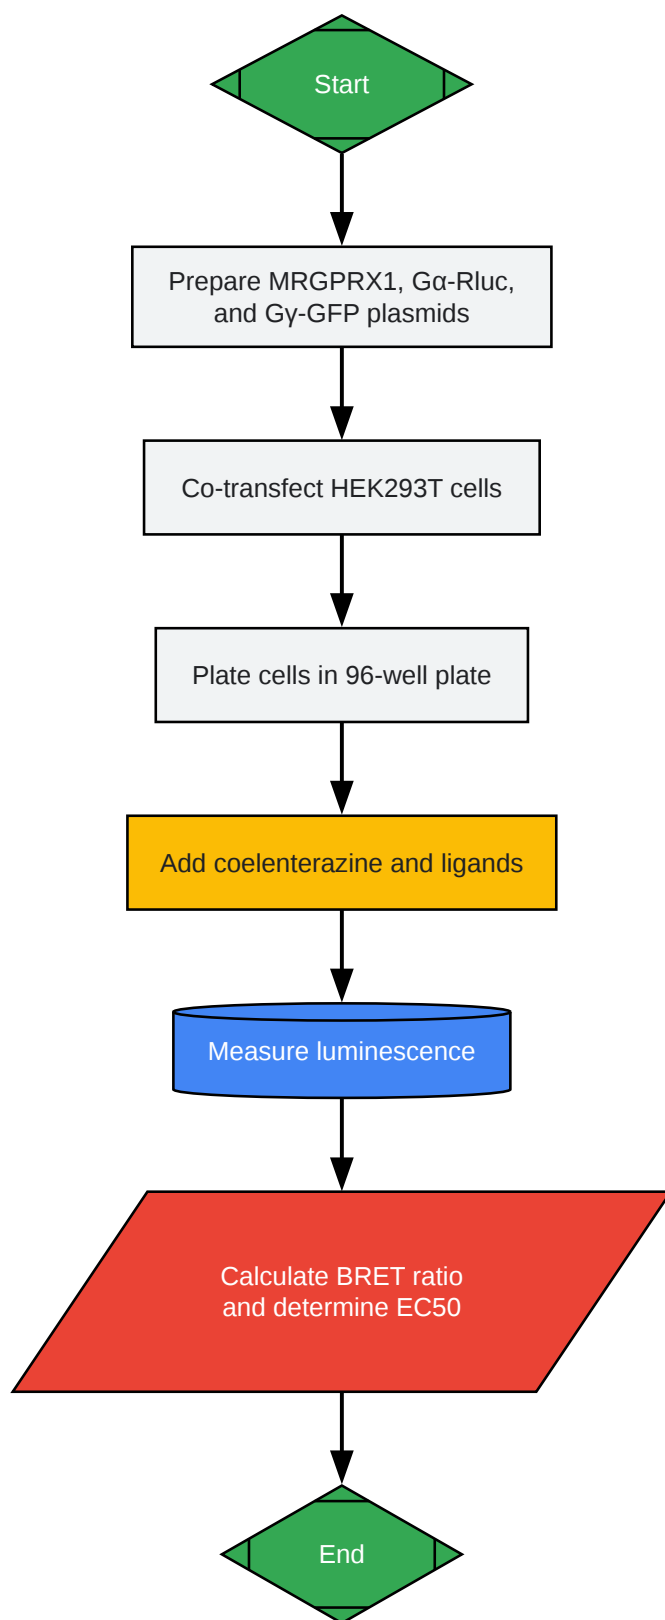 Start
Prepare MRGPRX1, Gα-Rluc,
and Gγ-GFP plasmids
Co-transfect HEK293T cells
Plate cells in 96-well plate
Add coelenterazine and ligands
Measure luminescence
Calculate BRET ratio
and determine EC50
End